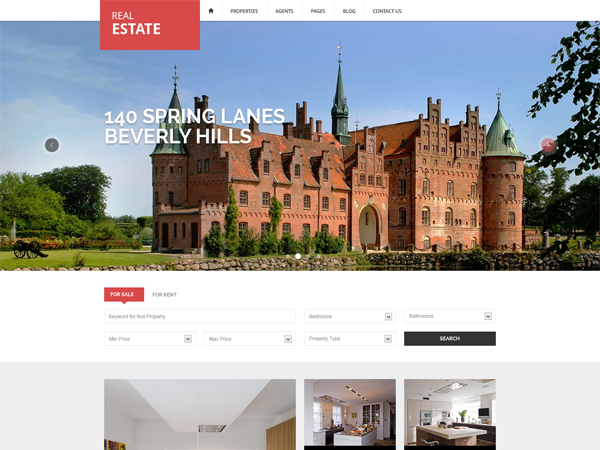 REAL
ESTATE
PROPERTIES
AGENTS
PAGES
BLOG
CONTACT US
140 SPRING LANES
BEVERLY HILLS
FOR SALE
FOR RENT
Keyword for find Property
Bedrooms
Bathrooms
Min Price
Max Price
Property Type
SEARCH